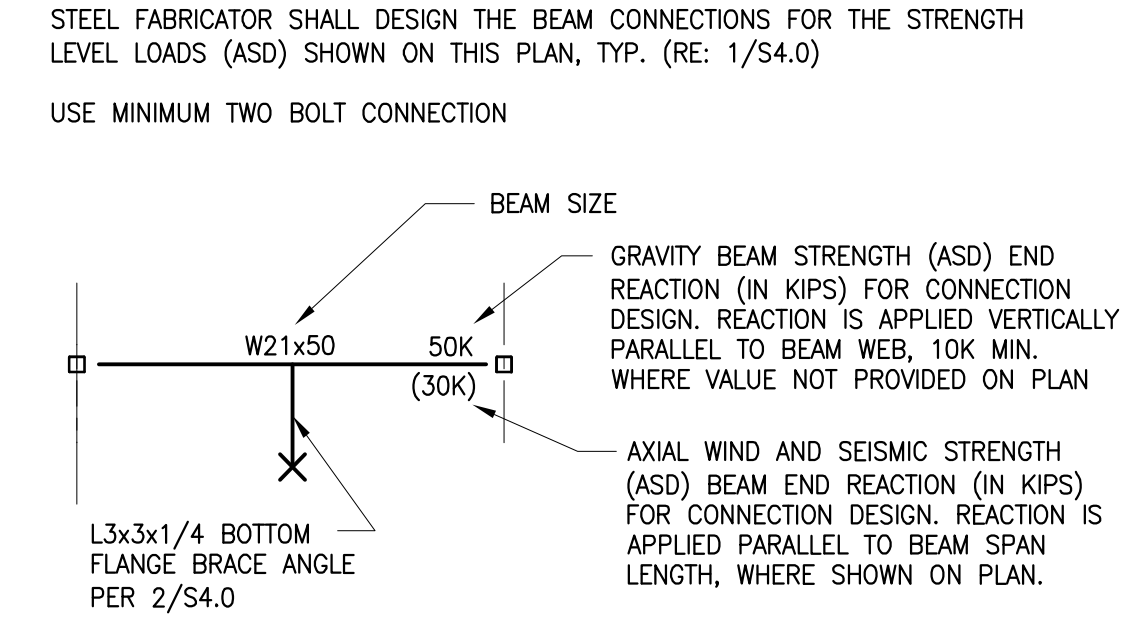 STEEL FABRICATOR SHALL DESIGN THE BEAM CONNECTIONS FOR THE STRENGTH
LEVEL LOADS (ASD) SHOWN ON THIS PLAN, TYP. (RE: 1/S4.0)
USE MINIMUM TWO BOLT CONNECTION
BEAM SIZE
GRAVITY BEAM STRENGTH (ASD) END
REACTION (IN KIPS) FOR CONNECTION
DESIGN. REACTION IS APPLIED VERTICALLY
PARALLEL TO BEAM WEB, 10K MIN.
WHERE VALUE NOT PROVIDED ON PLAN
W21x50
50K
(30K)
AXIAL WIND AND SEISMIC STRENGTH
(ASD) BEAM END REACTION (IN KIPS)
FOR CONNECTION DESIGN. REACTION IS
APPLIED PARALLEL TO BEAM SPAN
LENGTH, WHERE SHOWN ON PLAN.
L3x3x1/4 BOTTOM
FLANGE BRACE ANGLE
PER 2/S4.0